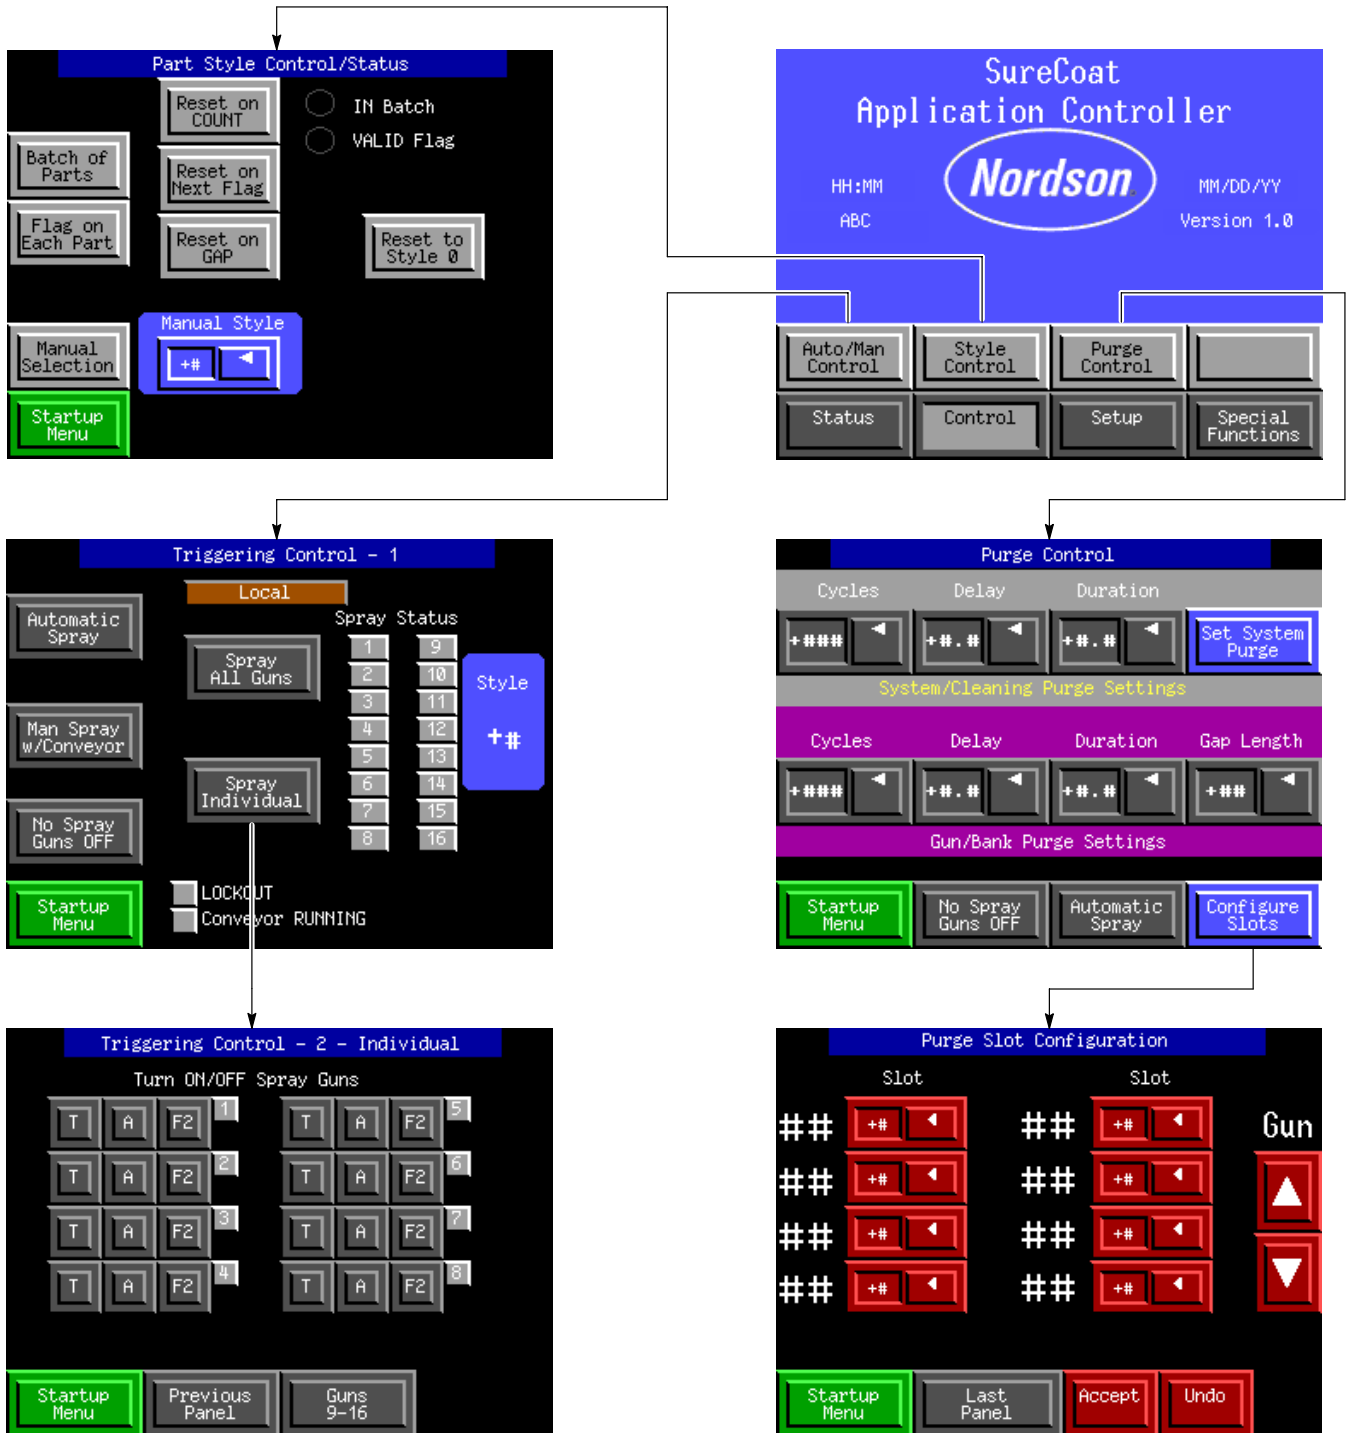 Part Style Control/Status
Reset on
COUNT
IN Batch
VALID Flag
Batch of
Parts
Reset on
Next Flag
Flag on
Each Part
Reset on
GAP
Reset to
Style 0
Manual Style
Manual
Selection
+#
Startup
Menu
SureCoat
Application Controller
Nordson
HH:MM
MM/DD/YY
ABC
Version 1.0
Auto/Man
Control
Style
Control
Purge
Control
Status
Control
Setup
Special
Functions
Triggering Control - 1
Local
Automatic
Spray
Spray Status
Spray
All Guns
1 9
2 10
3 11
4 12
5 13
6 14
7 15
8 16
Style
+#
Man Spray
w/Conveyor
Spray
Individual
No Spray
Guns OFF
Startup
Menu
LOCKOUT
Conveyor RUNNING
Purge Control
Cycles Delay Duration
+### +#.# +#.#
Set System
Purge
System/Cleaning Purge Settings
Cycles Delay Duration Gap Length
+### +#.# +#.# +##
Gun/Bank Purge Settings
Startup
Menu
No Spray
Guns OFF
Automatic
Spray
Configure
Slots
Triggering Control - 2 - Individual
Turn ON/OFF Spray Guns
T A F2 1 T A F2 5
T A F2 2 T A F2 6
T A F2 3 T A F2 7
T A F2 4 T A F2 8
Startup
Menu
Previous
Panel
Guns
9-16
Purge Slot Configuration
Slot Slot
## +# ## +#
Gun
## +# ## +#
## +# ## +#
## +# ## +#
Startup
Menu
Last
Panel
Accept
Undo